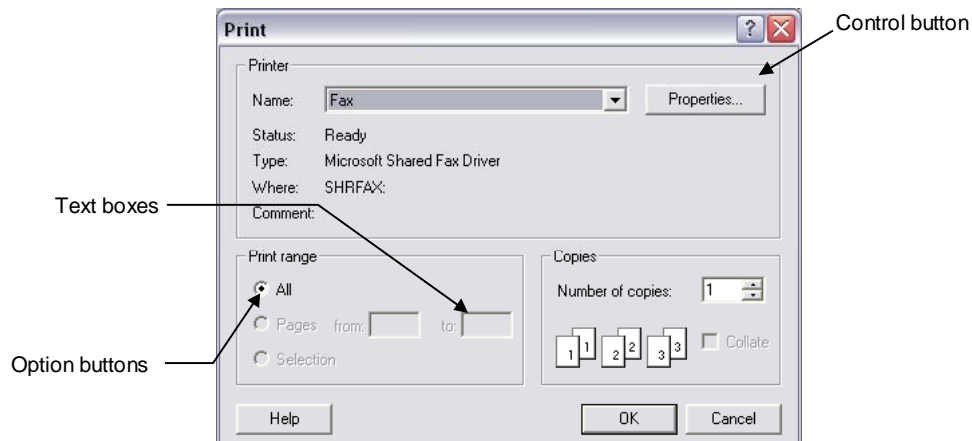 Print
Control button
Printer
Name: Fax Properties...
Status: Ready
Type: Microsoft Shared Fax Driver
Where: SHRFAX:
Text boxes
Comment:
Print range
All
Pages from: to:
Selection
Option buttons
Copies
Number of copies: 1
1 1 2 2 3 3 Collate
Help OK Cancel